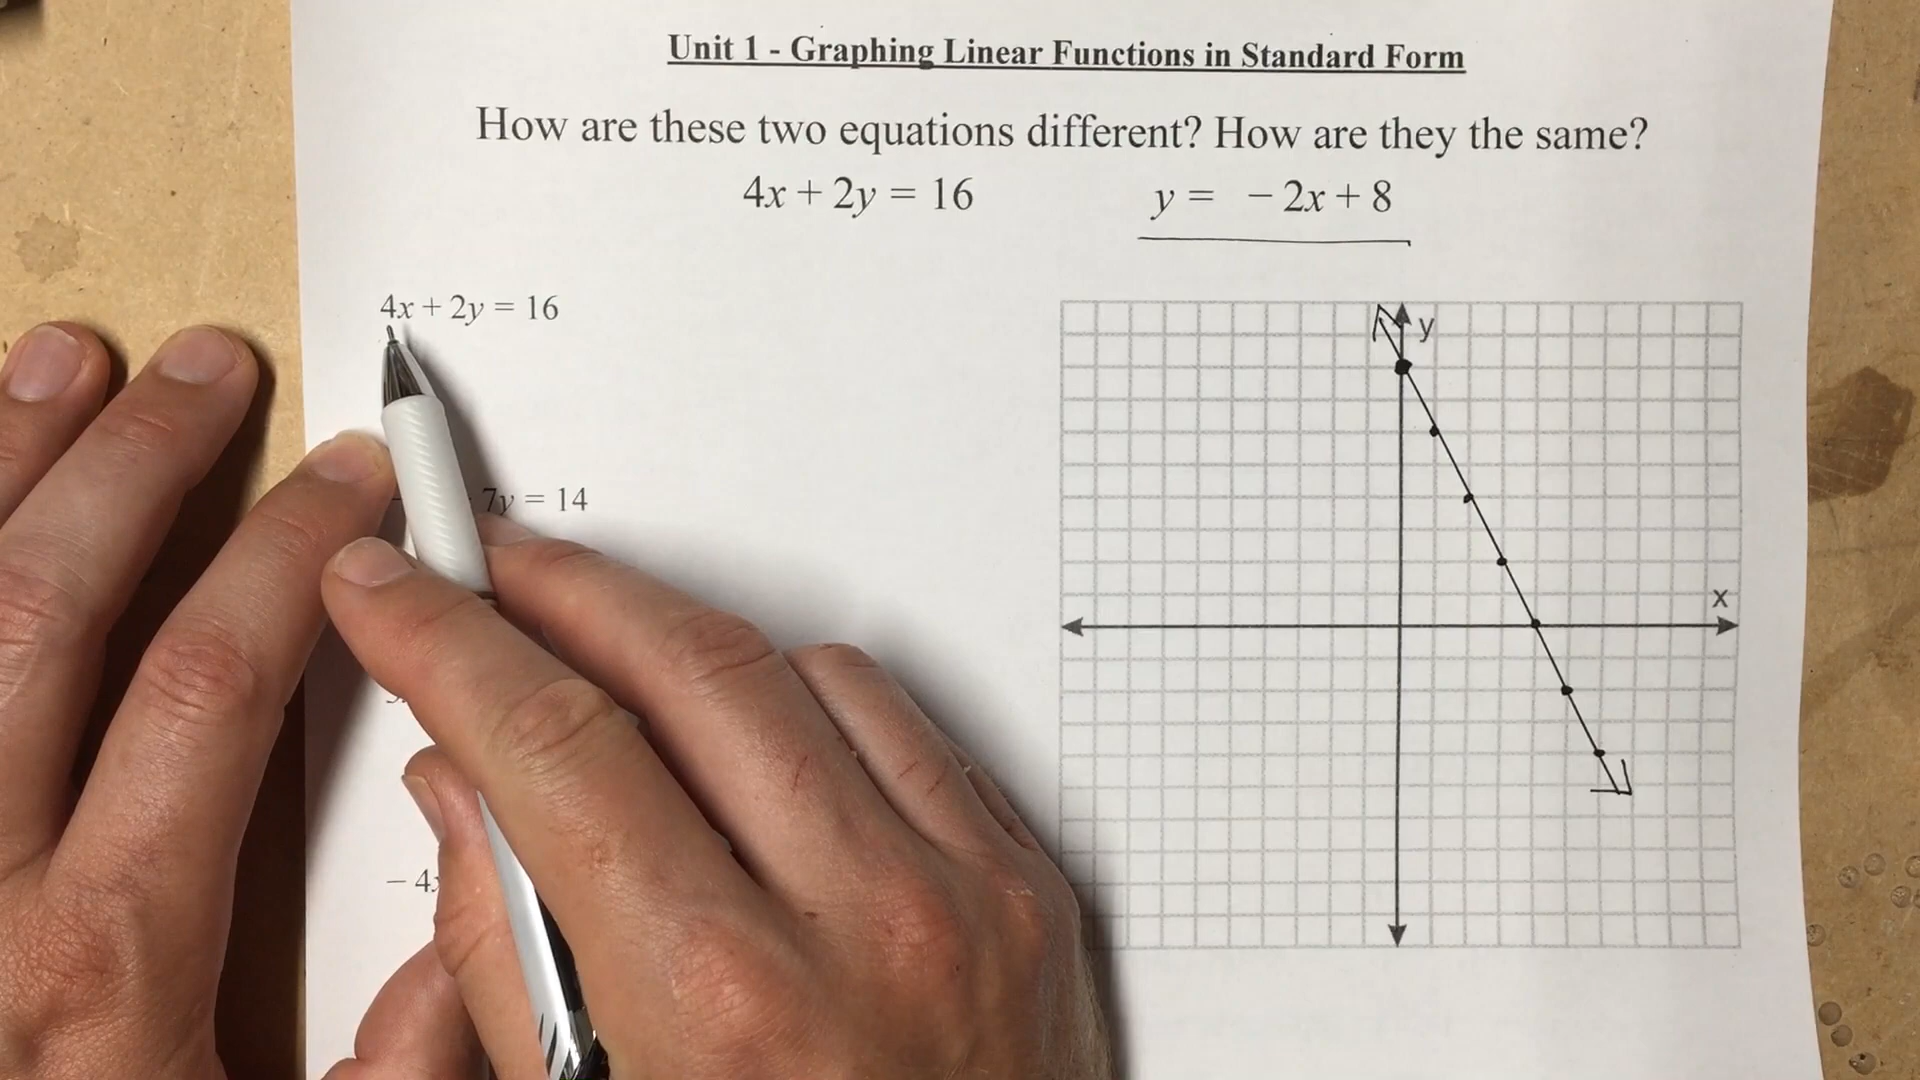 Unit 1 - Graphing Linear Functions in Standard Form
How are these two equations different? How are they the same?
4x + 2y = 16
y = - 2x + 8
4x + 2y = 16
y
7y = 14
x
- 4x